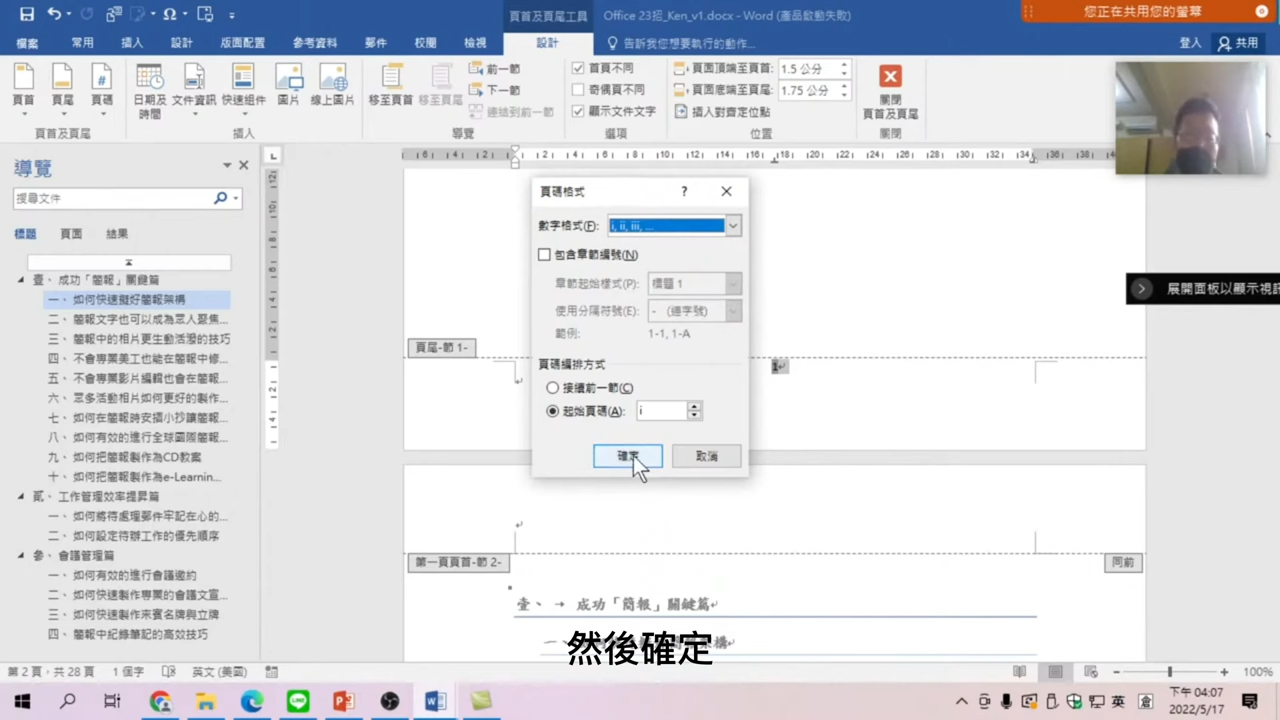 頁首及頁尾工具
Office 23招_Ken_v1.docx - Word (產品啟動失敗)
您正在共用您的螢幕
檔案 常用 插入 設計 版面配置 參考資料 郵件 校閱 檢視 設計 告訴我您想要執行的動作... 登入 共用
頁首 頁尾 頁碼 日期及時間 文件資訊 快速組件 圖片 線上圖片 移至頁首 移至頁尾
前一節
下一節
連結到前一節
首頁不同
奇偶頁不同
顯示文件文字
頁面頂端至頁首: 1.5 公分
頁面底端至頁尾: 1.75 公分
插入對齊定位點
關閉
頁首及頁尾
頁首及頁尾 插入 導覽 選項 位置 關閉
導覽
搜尋文件
標題 頁面 結果
壹、 成功「簡報」關鍵篇
一、 如何快速擬好簡報架構
二、 簡報文字也可以成為眾人聚焦...
三、 簡報中的相片更生動活潑的技巧
四、 不會專業美工也能在簡報中修...
五、 不會專業影片編輯也會在簡報...
六、 眾多活動相片如何更好的製作...
七、 如何在簡報時安插小抄讓簡報...
八、 如何有效的進行全球國際簡報...
九、 如何把簡報製作為CD教案
十、 如何把簡報製作為e-Learnin...
貳、 工作管理效率提昇篇
一、 如何將待處理郵件牢記在心的...
二、 如何設定待辦工作的優先順序
參、 會議管理篇
一、 如何有效的進行會議邀約
二、 如何快速製作專業的會議文宣...
三、 如何快速製作來賓名牌與立牌
四、 簡報中紀錄筆記的高效技巧
頁碼格式 ?
數字格式(F): i, ii, iii, ...
包含章節編號(N)
章節起始樣式(P): 標題 1
使用分隔符號(E): - (連字號)
範例: 1-1, 1-A
頁碼編排方式
接續前一節(C)
起始頁碼(A): i
確定 取消
頁尾-節 1-
1
展開面板以顯示視訊
第一頁頁首-節 2-
同前
壹、 → 成功「簡報」關鍵篇
然後確定
第 2 頁，共 28 頁 1 個字 英文 (美國) 100%
英 下午 04:07
2022/5/17